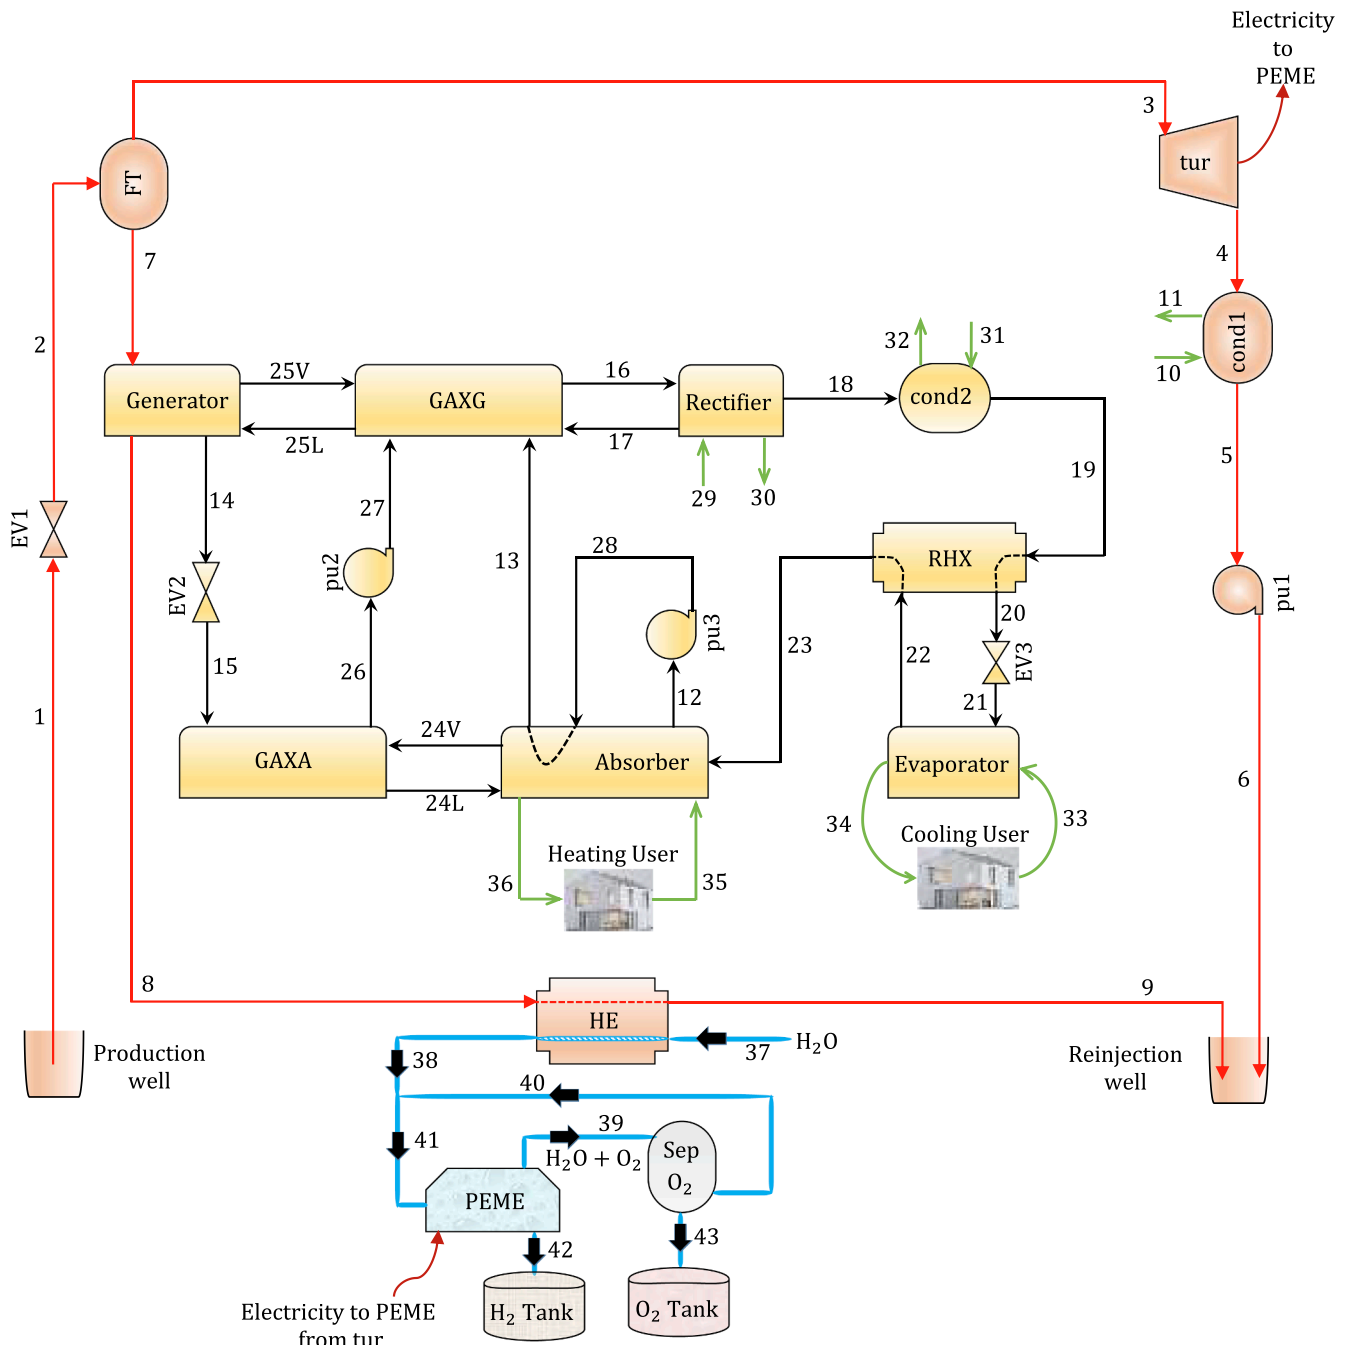 Electricity
to
PEME
3
tur
FT
7
4
11
cond1
10
2
32
31
25V
16
18
Generator
GAXG
Rectifier
cond2
25L
17
19
5
29
30
14
27
EV1
13
28
RHX
pu2
EV2
pu3
20
pu1
EV3
23
22
15
26
12
21
1
24V
GAXA
Absorber
Evaporator
24L
6
34
33
Cooling User
Heating User
36
35
8
9
HE
Production
well
38
37
H₂O
Reinjection
well
40
41
39
H₂O + O₂
Sep
O₂
PEME
42
43
H₂ Tank
O₂ Tank
Electricity to PEME
from tur